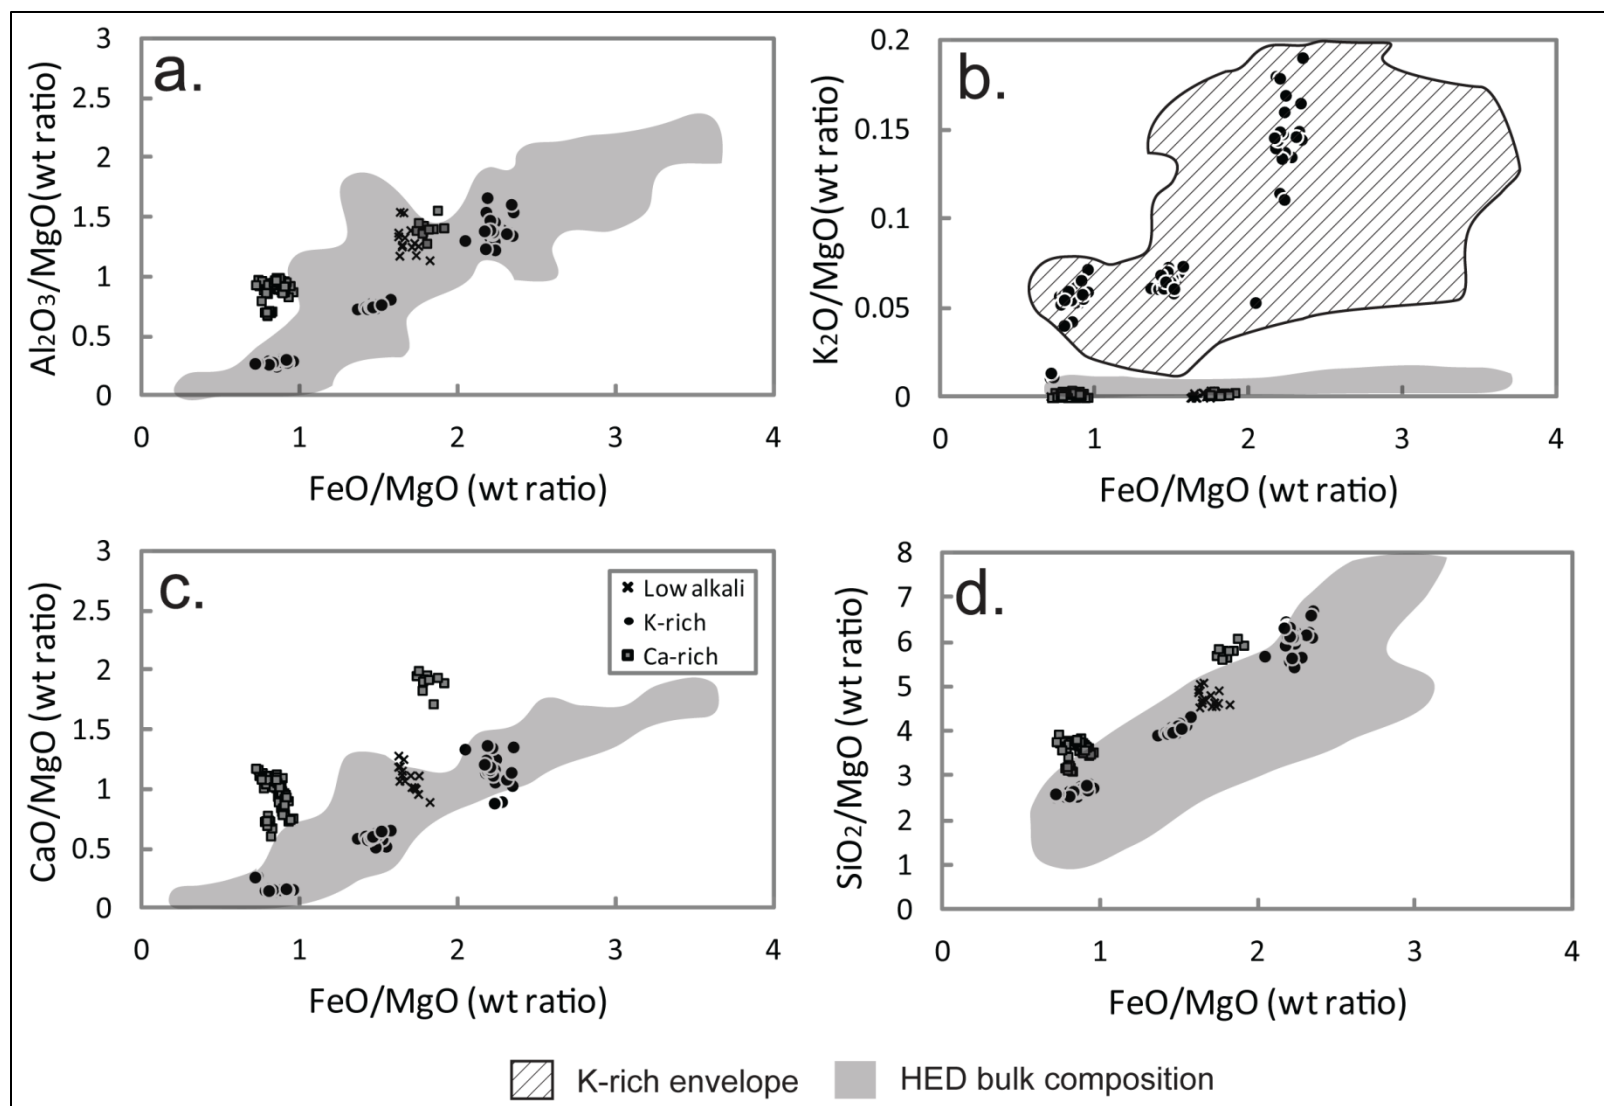 a.
3
2.5
2
1.5
1
0.5
0
0 1 2 3 4
Al₂O₃/MgO(wt ratio)
FeO/MgO (wt ratio)
b.
0.2
0.15
0.1
0.05
0
0 1 2 3 4
K₂O/MgO(wt ratio)
FeO/MgO (wt ratio)
c.
3
2.5
2
1.5
1
0.5
0
0 1 2 3 4
CaO/MgO (wt ratio)
FeO/MgO (wt ratio)
Low alkali
K-rich
Ca-rich
d.
8
7
6
5
4
3
2
1
0
0 1 2 3 4
SiO₂/MgO (wt ratio)
FeO/MgO (wt ratio)
K-rich envelope
HED bulk composition